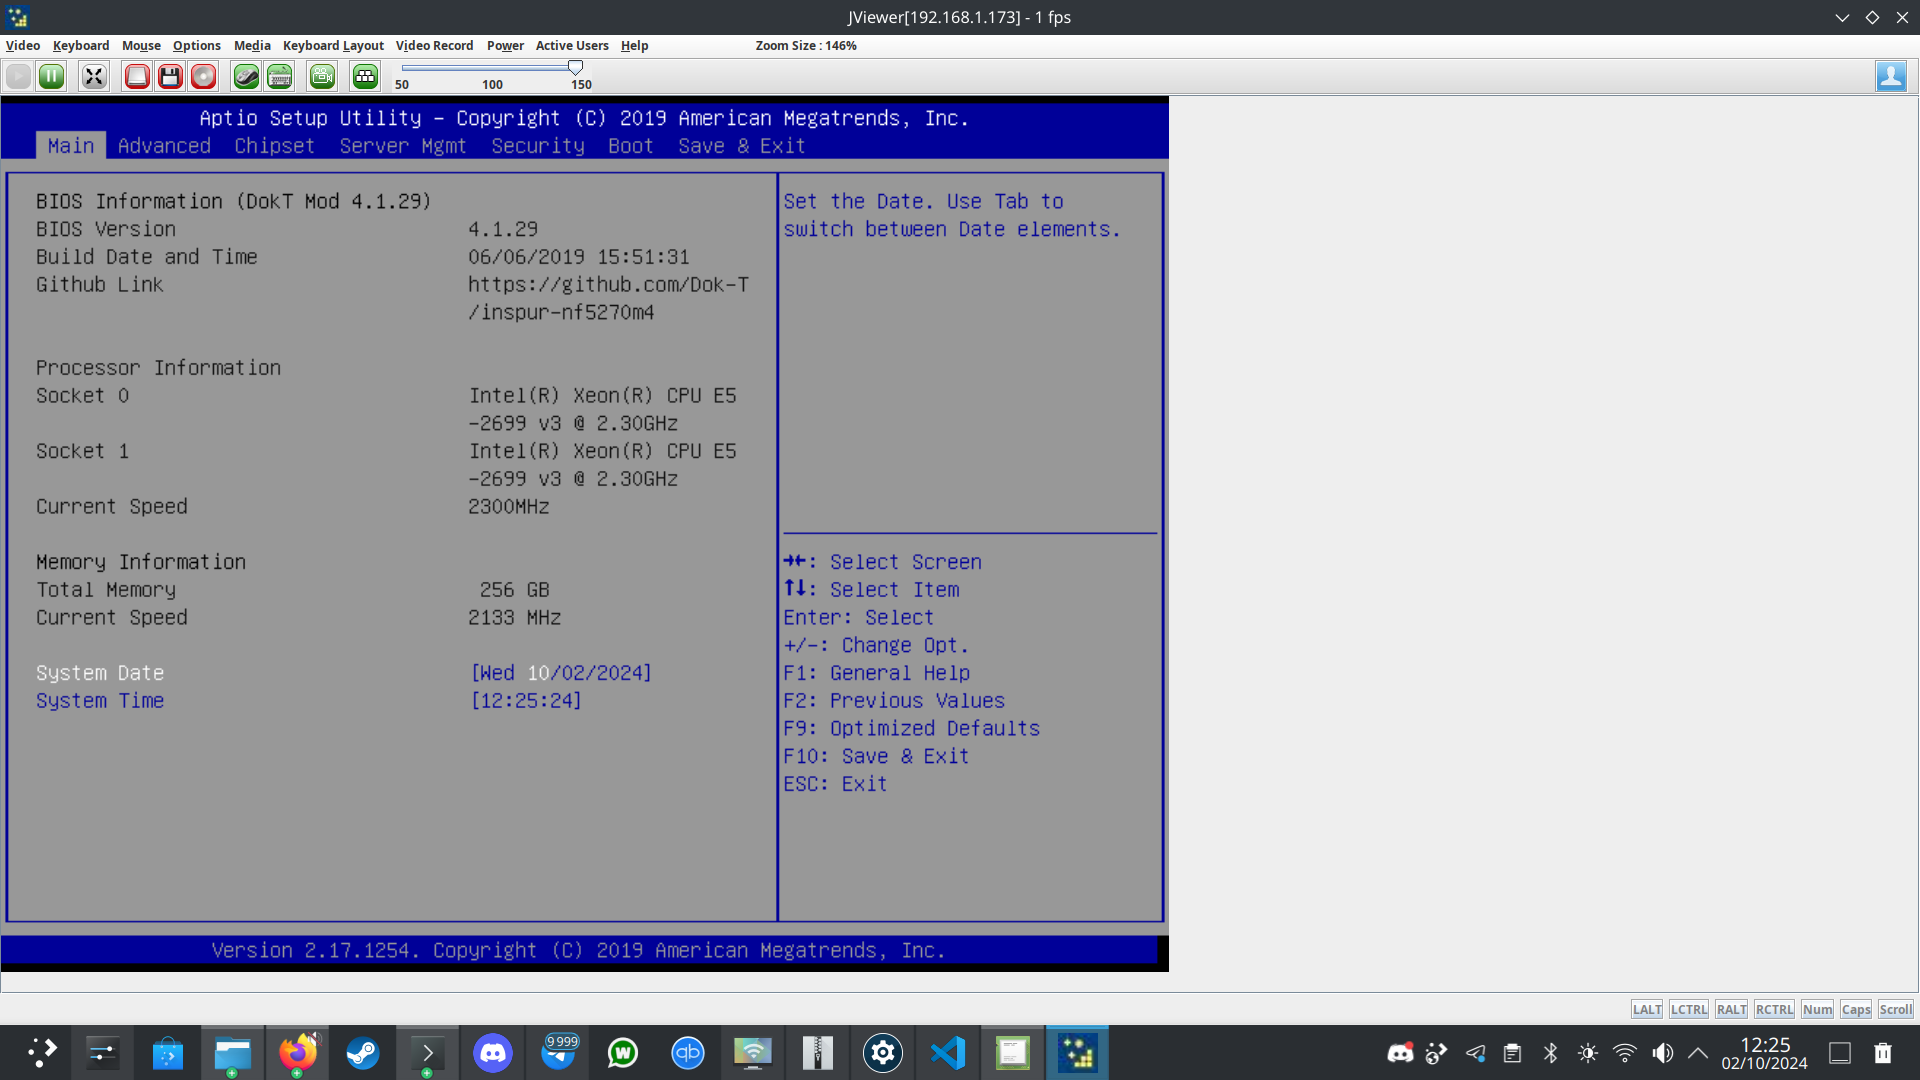 JViewer[192.168.1.173] - 1 fps
Video Keyboard Mouse Options Media Keyboard Layout Video Record Power Active Users Help Zoom Size : 146%
50 100 150
Aptio Setup Utility - Copyright (C) 2019 American Megatrends, Inc.
Main Advanced Chipset Server Mgmt Security Boot Save & Exit
BIOS Information (DokT Mod 4.1.29)
BIOS Version 4.1.29
Build Date and Time 06/06/2019 15:51:31
Github Link https://github.com/Dok-T
/inspur-nf5270m4
Processor Information
Socket 0 Intel(R) Xeon(R) CPU E5
-2699 v3 @ 2.30GHz
Socket 1 Intel(R) Xeon(R) CPU E5
-2699 v3 @ 2.30GHz
Current Speed 2300MHz
Memory Information
Total Memory 256 GB
Current Speed 2133 MHz
System Date [Wed 10/02/2024]
System Time [12:25:24]
Set the Date. Use Tab to
switch between Date elements.
→←: Select Screen
↑↓: Select Item
Enter: Select
+/-: Change Opt.
F1: General Help
F2: Previous Values
F9: Optimized Defaults
F10: Save & Exit
ESC: Exit
Version 2.17.1254. Copyright (C) 2019 American Megatrends, Inc.
LALT LCTRL RALT RCTRL Num Caps Scroll
9 999
W
qb
12:25
02/10/2024